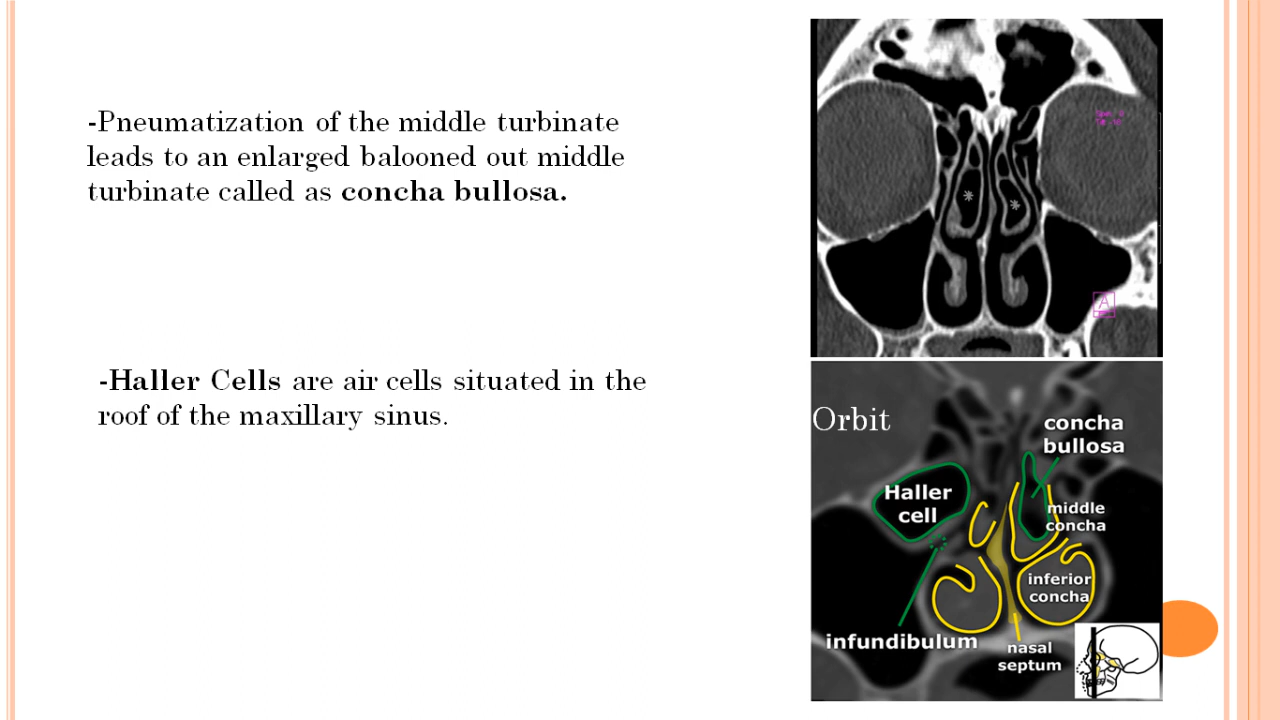 -Pneumatization of the middle turbinate
leads to an enlarged balooned out middle
turbinate called as concha bullosa.
-Haller Cells are air cells situated in the
roof of the maxillary sinus.
A
Orbit
concha
bullosa
Haller
cell
middle
concha
inferior
concha
infundibulum
nasal
septum